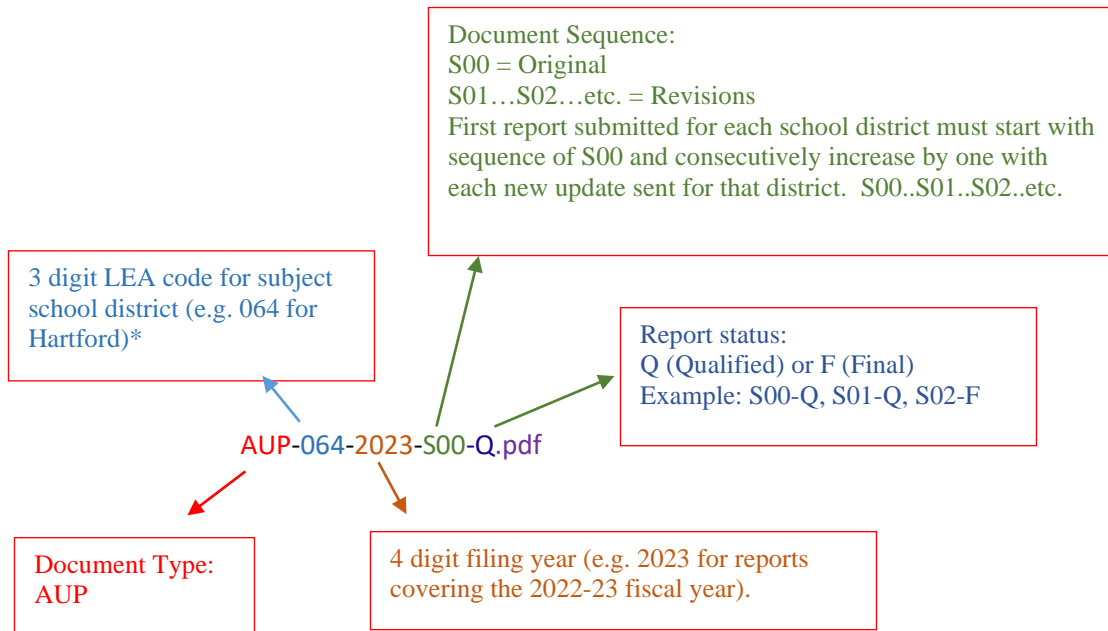 Document Sequence:
S00 = Original
S01…S02…etc. = Revisions
First report submitted for each school district must start with
sequence of S00 and consecutively increase by one with
each new update sent for that district.  S00..S01..S02..etc.
3 digit LEA code for subject
school district (e.g. 064 for
Hartford)*
Report status:
Q (Qualified) or F (Final)
Example: S00-Q, S01-Q, S02-F
AUP-064-2023-S00-Q.pdf
Document Type:
AUP
4 digit filing year (e.g. 2023 for reports
covering the 2022-23 fiscal year).